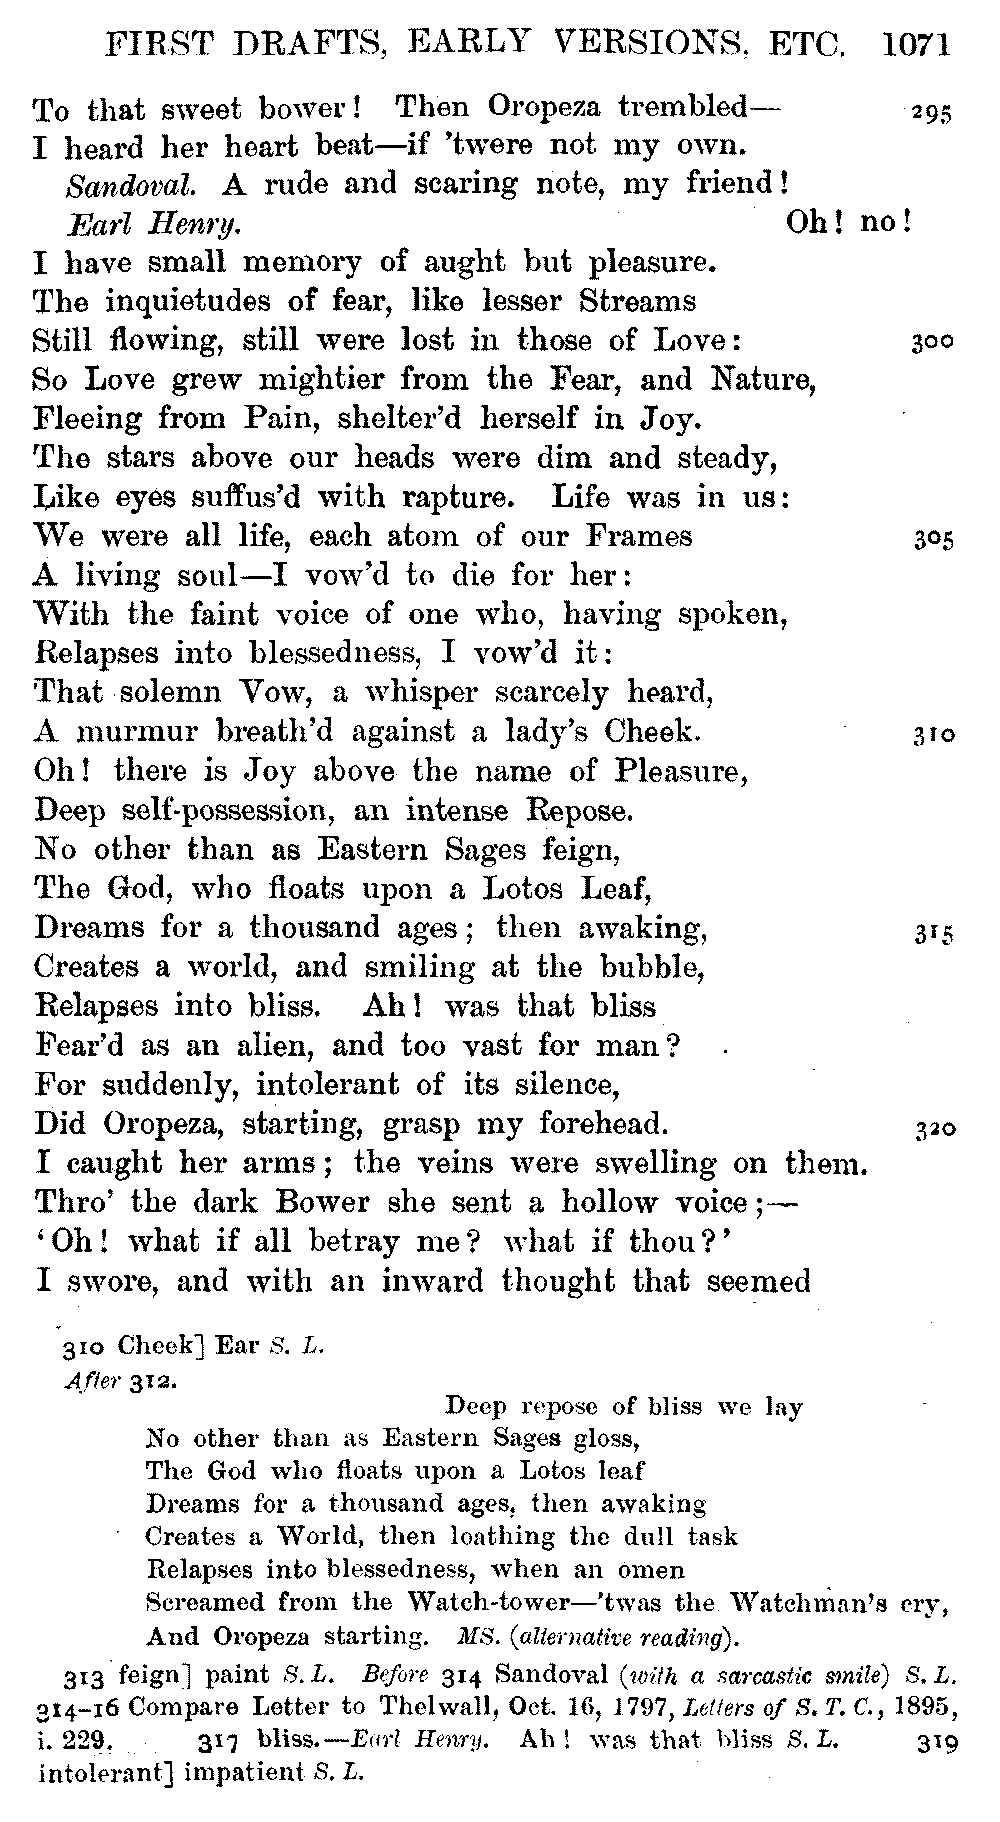 FIRST DRAFTS, EARLY VERSIONS, ETC. 1071
To that sweet bower! Then Oropeza trembled— 295
I heard her heart beat—if 'twere not my own.
Sandoval. A rude and scaring note, my friend!
Earl Henry. Oh! no!
I have small memory of aught but pleasure.
The inquietudes of fear, like lesser Streams
Still flowing, still were lost in those of Love: 300
So Love grew mightier from the Fear, and Nature,
Fleeing from Pain, shelter'd herself in Joy.
The stars above our heads were dim and steady,
Like eyes suffus'd with rapture. Life was in us:
We were all life, each atom of our Frames 305
A living soul—I vow'd to die for her:
With the faint voice of one who, having spoken,
Relapses into blessedness, I vow'd it:
That solemn Vow, a whisper scarcely heard,
A murmur breath'd against a lady's Cheek. 310
Oh! there is Joy above the name of Pleasure,
Deep self-possession, an intense Repose.
No other than as Eastern Sages feign,
The God, who floats upon a Lotos Leaf,
Dreams for a thousand ages; then awaking, 315
Creates a world, and smiling at the bubble,
Relapses into bliss. Ah! was that bliss
Fear'd as an alien, and too vast for man?
For suddenly, intolerant of its silence,
Did Oropeza, starting, grasp my forehead. 320
I caught her arms; the veins were swelling on them.
Thro' the dark Bower she sent a hollow voice;—
'Oh! what if all betray me? what if thou?'
I swore, and with an inward thought that seemed
310 Cheek] Ear S. L.
After 312.
Deep repose of bliss we lay
No other than as Eastern Sages gloss,
The God who floats upon a Lotos leaf
Dreams for a thousand ages, then awaking
Creates a World, then loathing the dull task
Relapses into blessedness, when an omen
Screamed from the Watch-tower—'twas the Watchman's cry,
And Oropeza starting. MS. (alternative reading).
313 feign] paint S. L. Before 314 Sandoval (with a sarcastic smile) S. L.
314-16 Compare Letter to Thelwall, Oct. 16, 1797, Letters of S. T. C., 1895,
i. 229. 317 bliss.—Earl Henry. Ah! was that bliss S. L. 319
intolerant] impatient S. L.